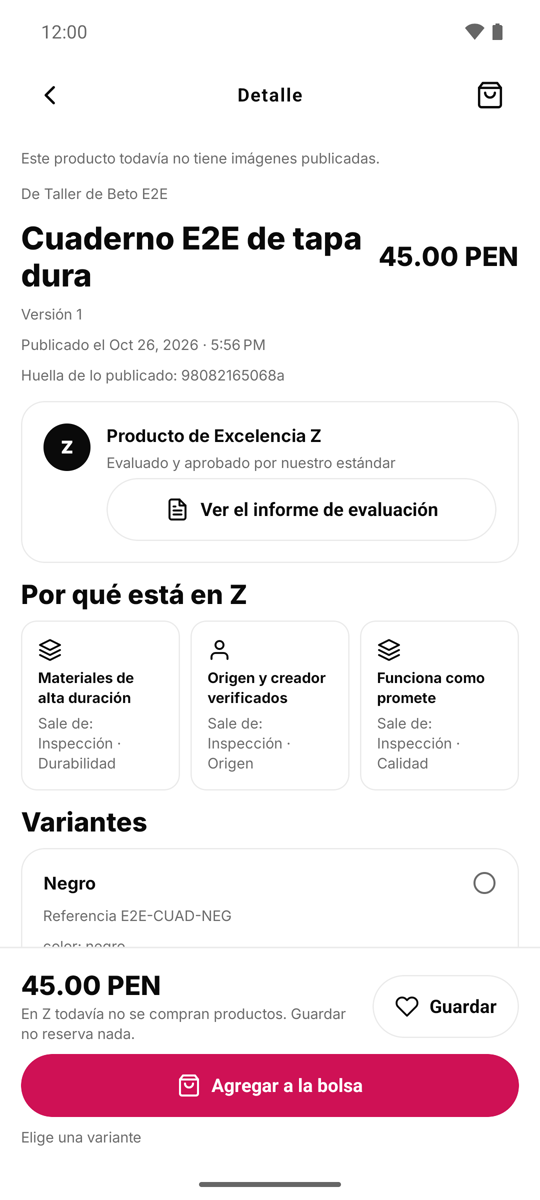 12:00
Detalle
Este producto todavía no tiene imágenes publicadas.
De Taller de Beto E2E
Cuaderno E2E de tapa
dura
45.00 PEN
Versión 1
Publicado el Oct 26, 2026 · 5:56 PM
Huella de lo publicado: 98082165068a
Z
Producto de Excelencia Z
Evaluado y aprobado por nuestro estándar
Ver el informe de evaluación
Por qué está en Z
Materiales de
alta duración
Sale de:
Inspección ·
Durabilidad
Origen y creador
verificados
Sale de:
Inspección ·
Origen
Funciona como
promete
Sale de:
Inspección ·
Calidad
Variantes
Negro
Referencia E2E-CUAD-NEG
color: negro
45.00 PEN
En Z todavía no se compran productos. Guardar
no reserva nada.
Guardar
Agregar a la bolsa
Elige una variante